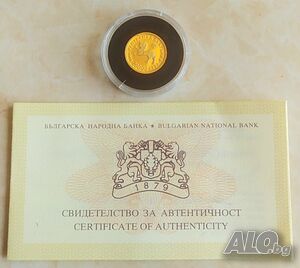 БЪЛГАРСКА НАРОДНА БАНКА ★ BULGARIAN NATIONAL BANK
1879
СВИДЕТЕЛСТВО ЗА АВТЕНТИЧНОСТ
CERTIFICATE OF AUTHENTICITY
ALO.bg